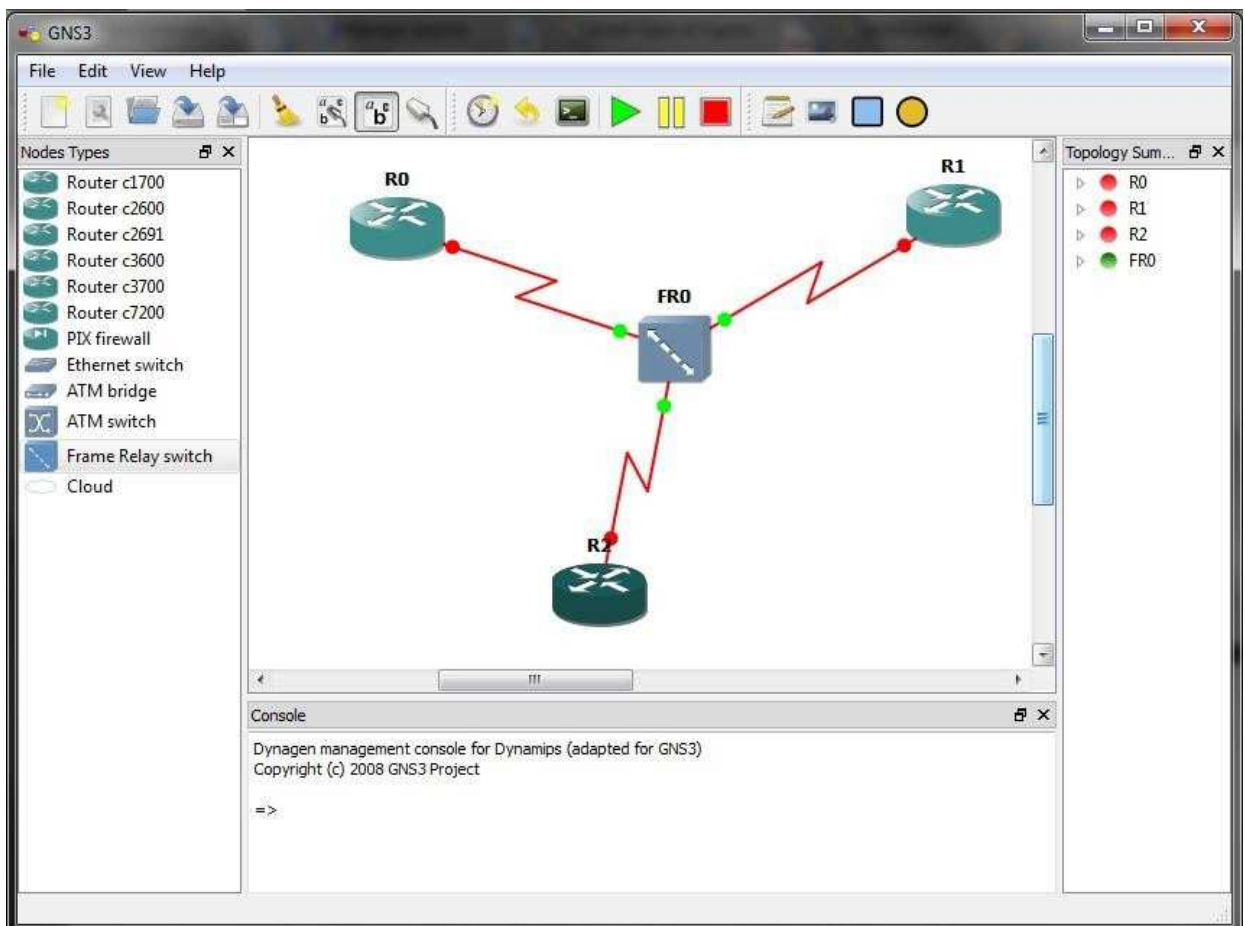 GNS3
File Edit View Help
Nodes Types
Router c1700
Router c2600
Router c2691
Router c3600
Router c3700
Router c7200
PIX firewall
Ethernet switch
ATM bridge
ATM switch
Frame Relay switch
Cloud
R0
R1
FR0
R2
Topology Sum...
R0
R1
R2
FR0
Console
Dynagen management console for Dynamips (adapted for GNS3)
Copyright (c) 2008 GNS3 Project
=>